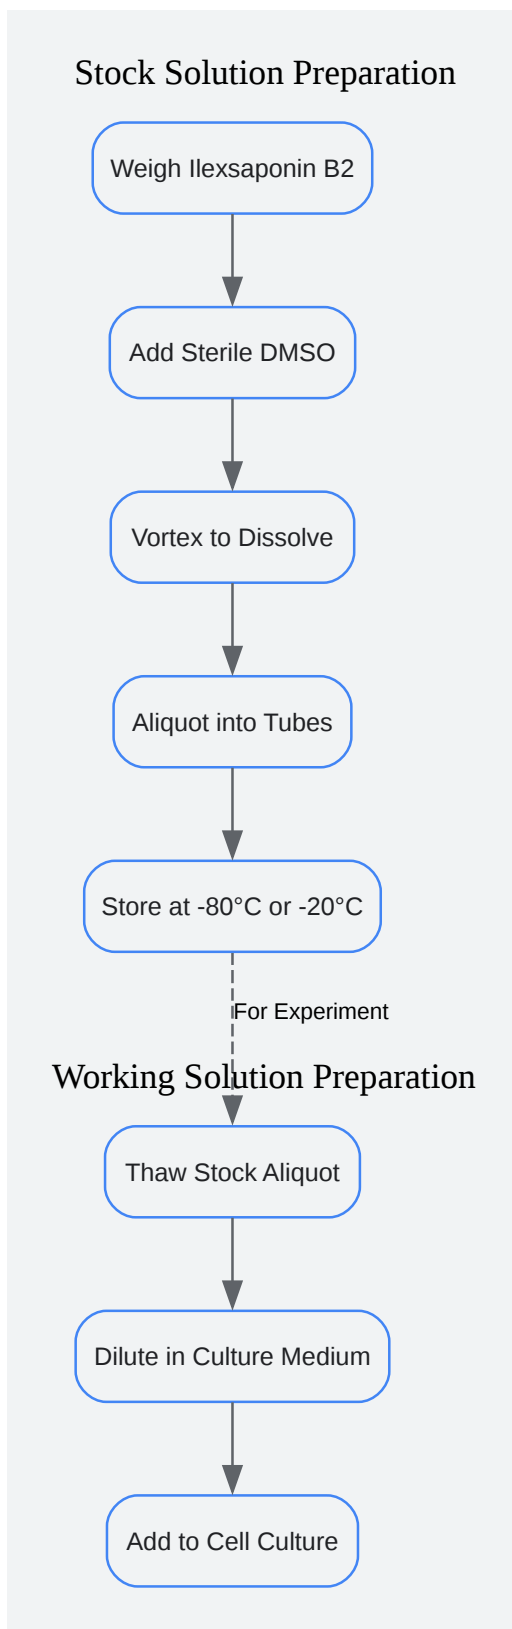 Stock Solution Preparation
Weigh Ilexsaponin B2
Add Sterile DMSO
Vortex to Dissolve
Aliquot into Tubes
Store at -80°C or -20°C
For Experiment
Working Solution Preparation
Thaw Stock Aliquot
Dilute in Culture Medium
Add to Cell Culture